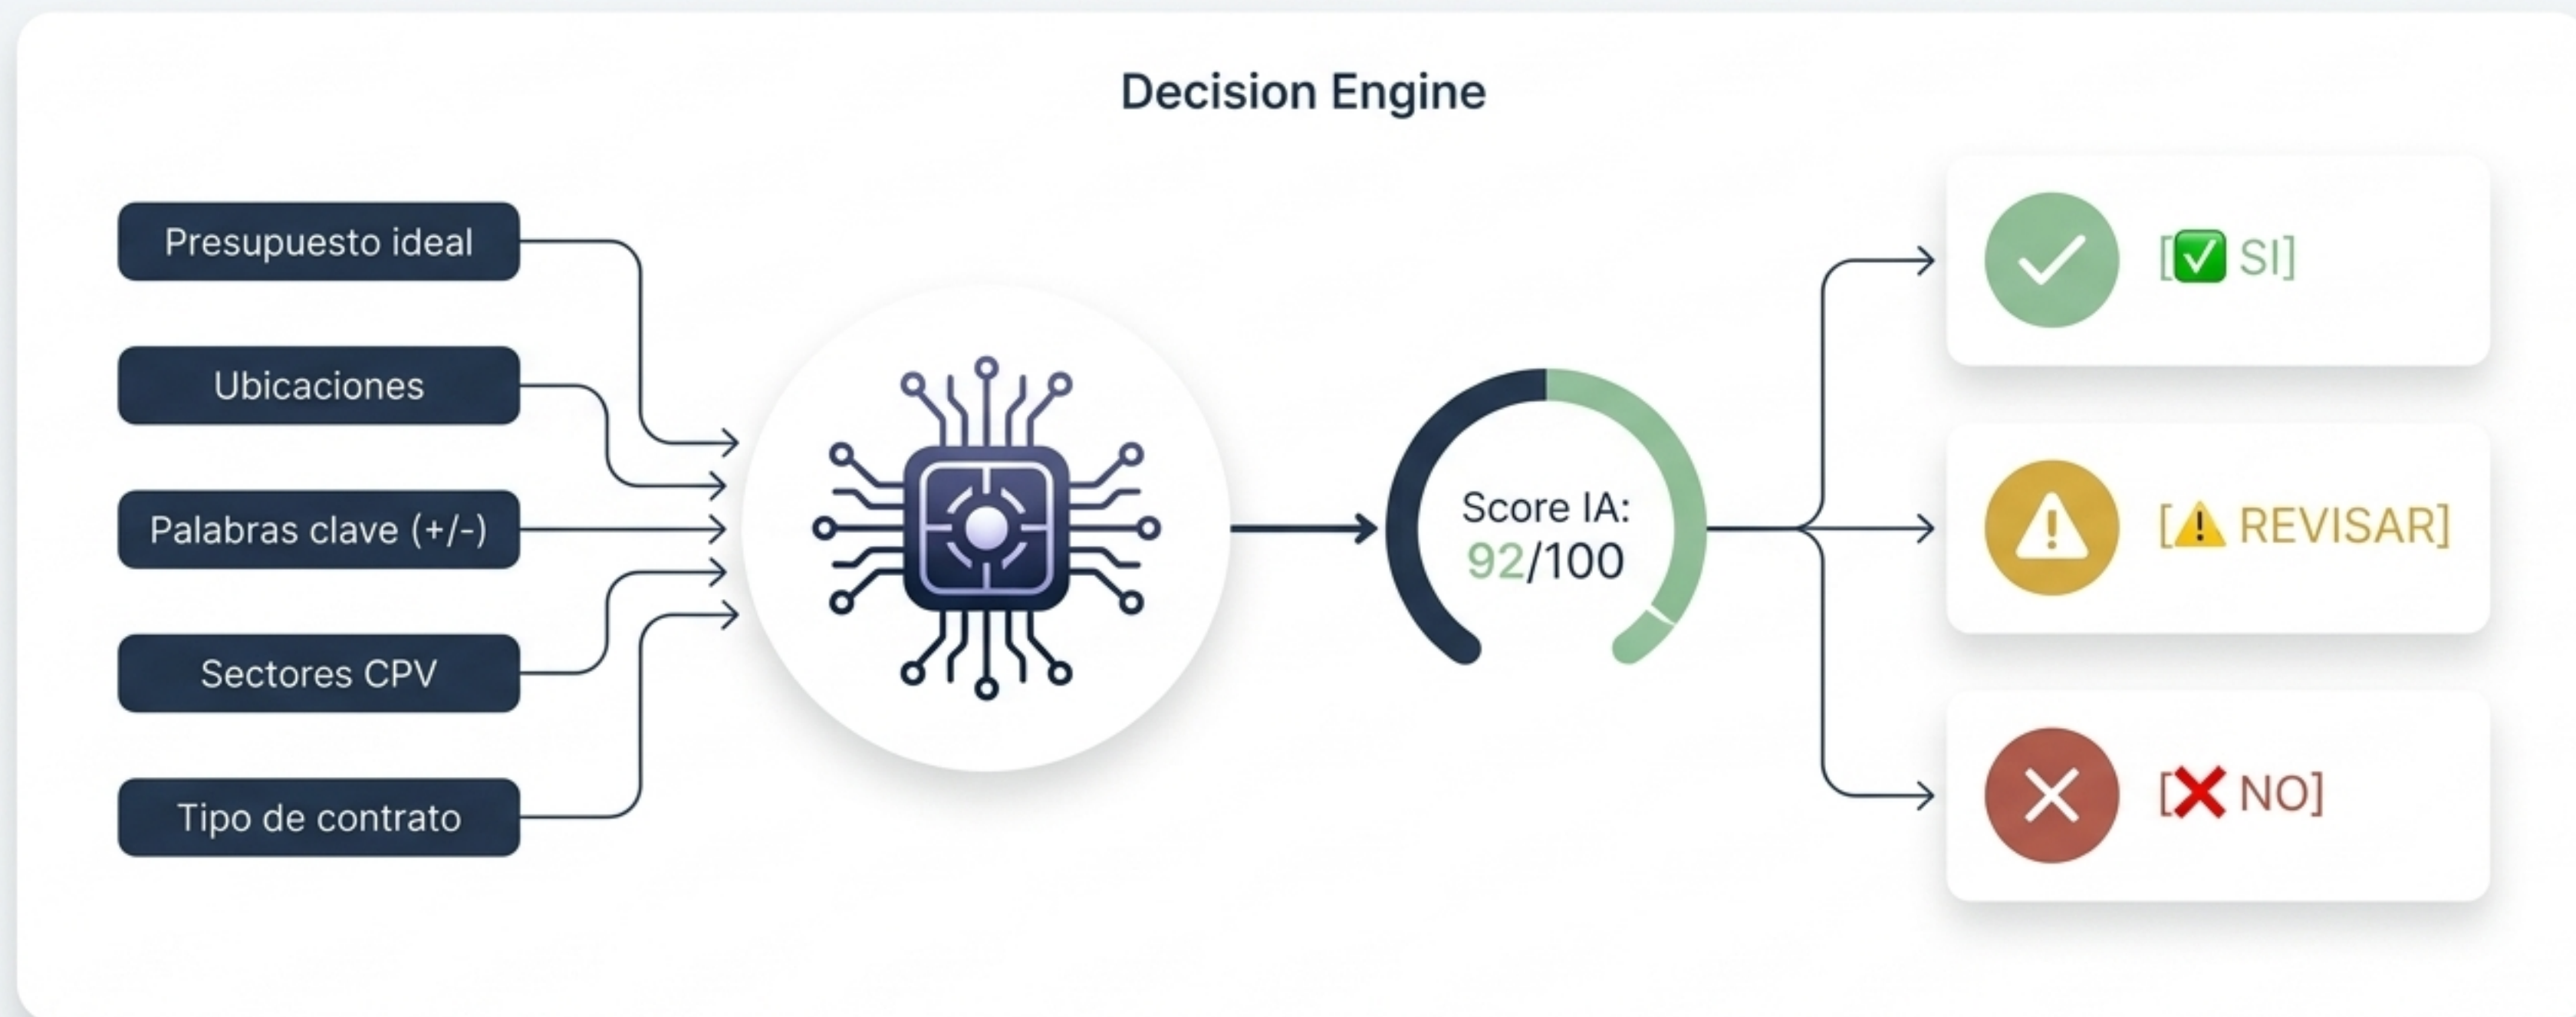 Decision Engine
Presupuesto ideal
Ubicaciones
Palabras clave (+/-)
Sectores CPV
Tipo de contrato
Score IA:
92/100
[✅ SI]
[⚠️ REVISAR]
[❌ NO]